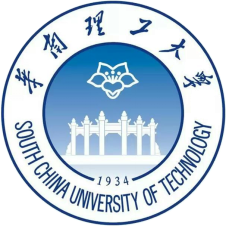 华南理工大学
1934
SOUTH CHINA UNIVERSITY OF TECHNOLOGY